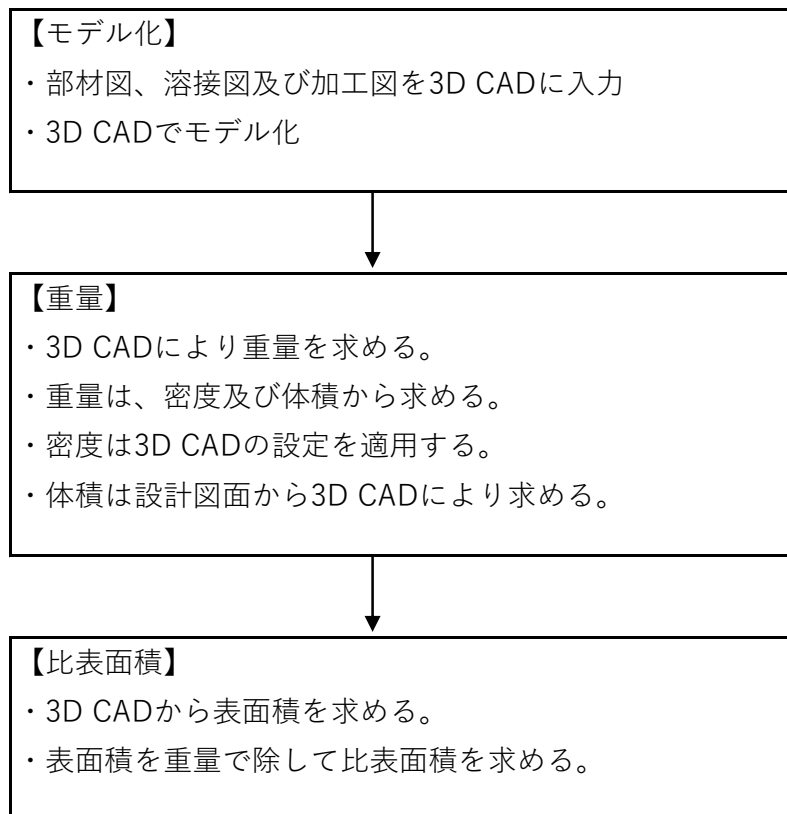 【モデル化】
・部材図、溶接図及び加工図を3D CADに入力
・3D CADでモデル化
【重量】
・3D CADにより重量を求める。
・重量は、密度及び体積から求める。
・密度は3D CADの設定を適用する。
・体積は設計図面から3D CADにより求める。
【比表面積】
・3D CADから表面積を求める。
・表面積を重量で除して比表面積を求める。